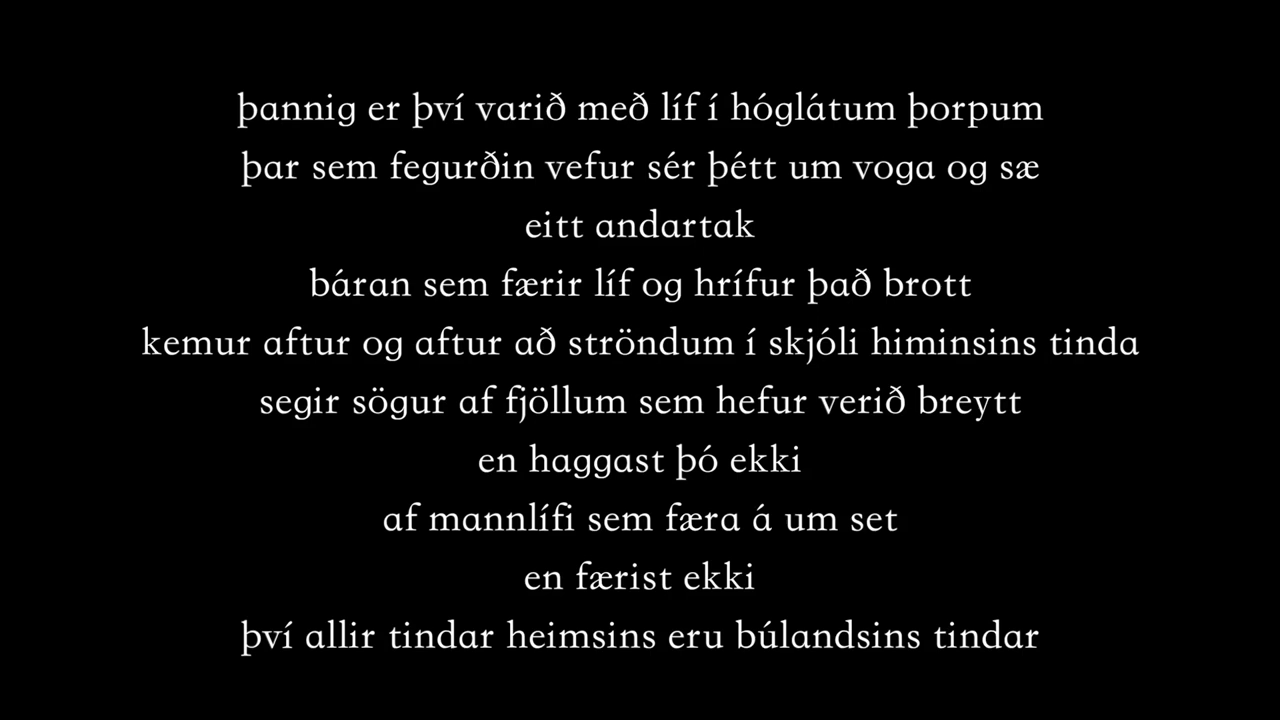 þannig er því varið með líf í hóglátum þorpum
þar sem fegurðin vefur sér þétt um voga og sæ
eitt andartak
báran sem færir líf og hrífur það brott
kemur aftur og aftur að ströndum í skjóli himinsins tinda
segir sögur af fjöllum sem hefur verið breytt
en haggast þó ekki
af mannlífi sem færa á um set
en færist ekki
því allir tindar heimsins eru búlandsins tindar